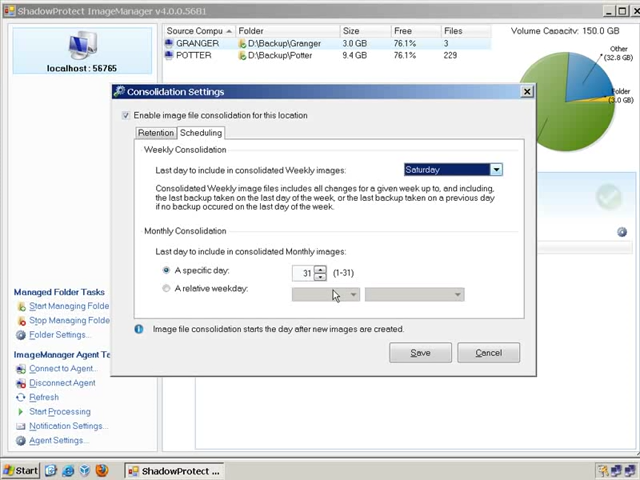 ShadowProtect ImageManager v4.0.0.5681
localhost : 56765
Source Compu Folder Size Free Files
GRANGER D:\Backup\Granger 3.0 GB 76.1% 3
POTTER D:\Backup\Potter 9.4 GB 76.1% 229
Volume Capacity: 150.0 GB
Other
(32.8 GB)
Folder
(3.0 GB)
Consolidation Settings
Enable image file consolidation for this location
Retention Scheduling
Weekly Consolidation
Last day to include in consolidated Weekly images: Saturday
Consolidated Weekly image files includes all changes for a given week up to, and including,
the last backup taken on the last day of the week, or the last backup taken on a previous day
if no backup occured on the last day of the week.
Monthly Consolidation
Last day to include in consolidated Monthly images:
A specific day: 31 (1-31)
A relative weekday:
Image file consolidation starts the day after new images are created.
Save Cancel
Managed Folder Tasks
Start Managing Folde
Stop Managing Folde
Folder Settings...
ImageManager Agent Ta
Connect to Agent...
Disconnect Agent
Refresh
Start Processing
Notification Settings...
Agent Settings...
Start ShadowProtect ...